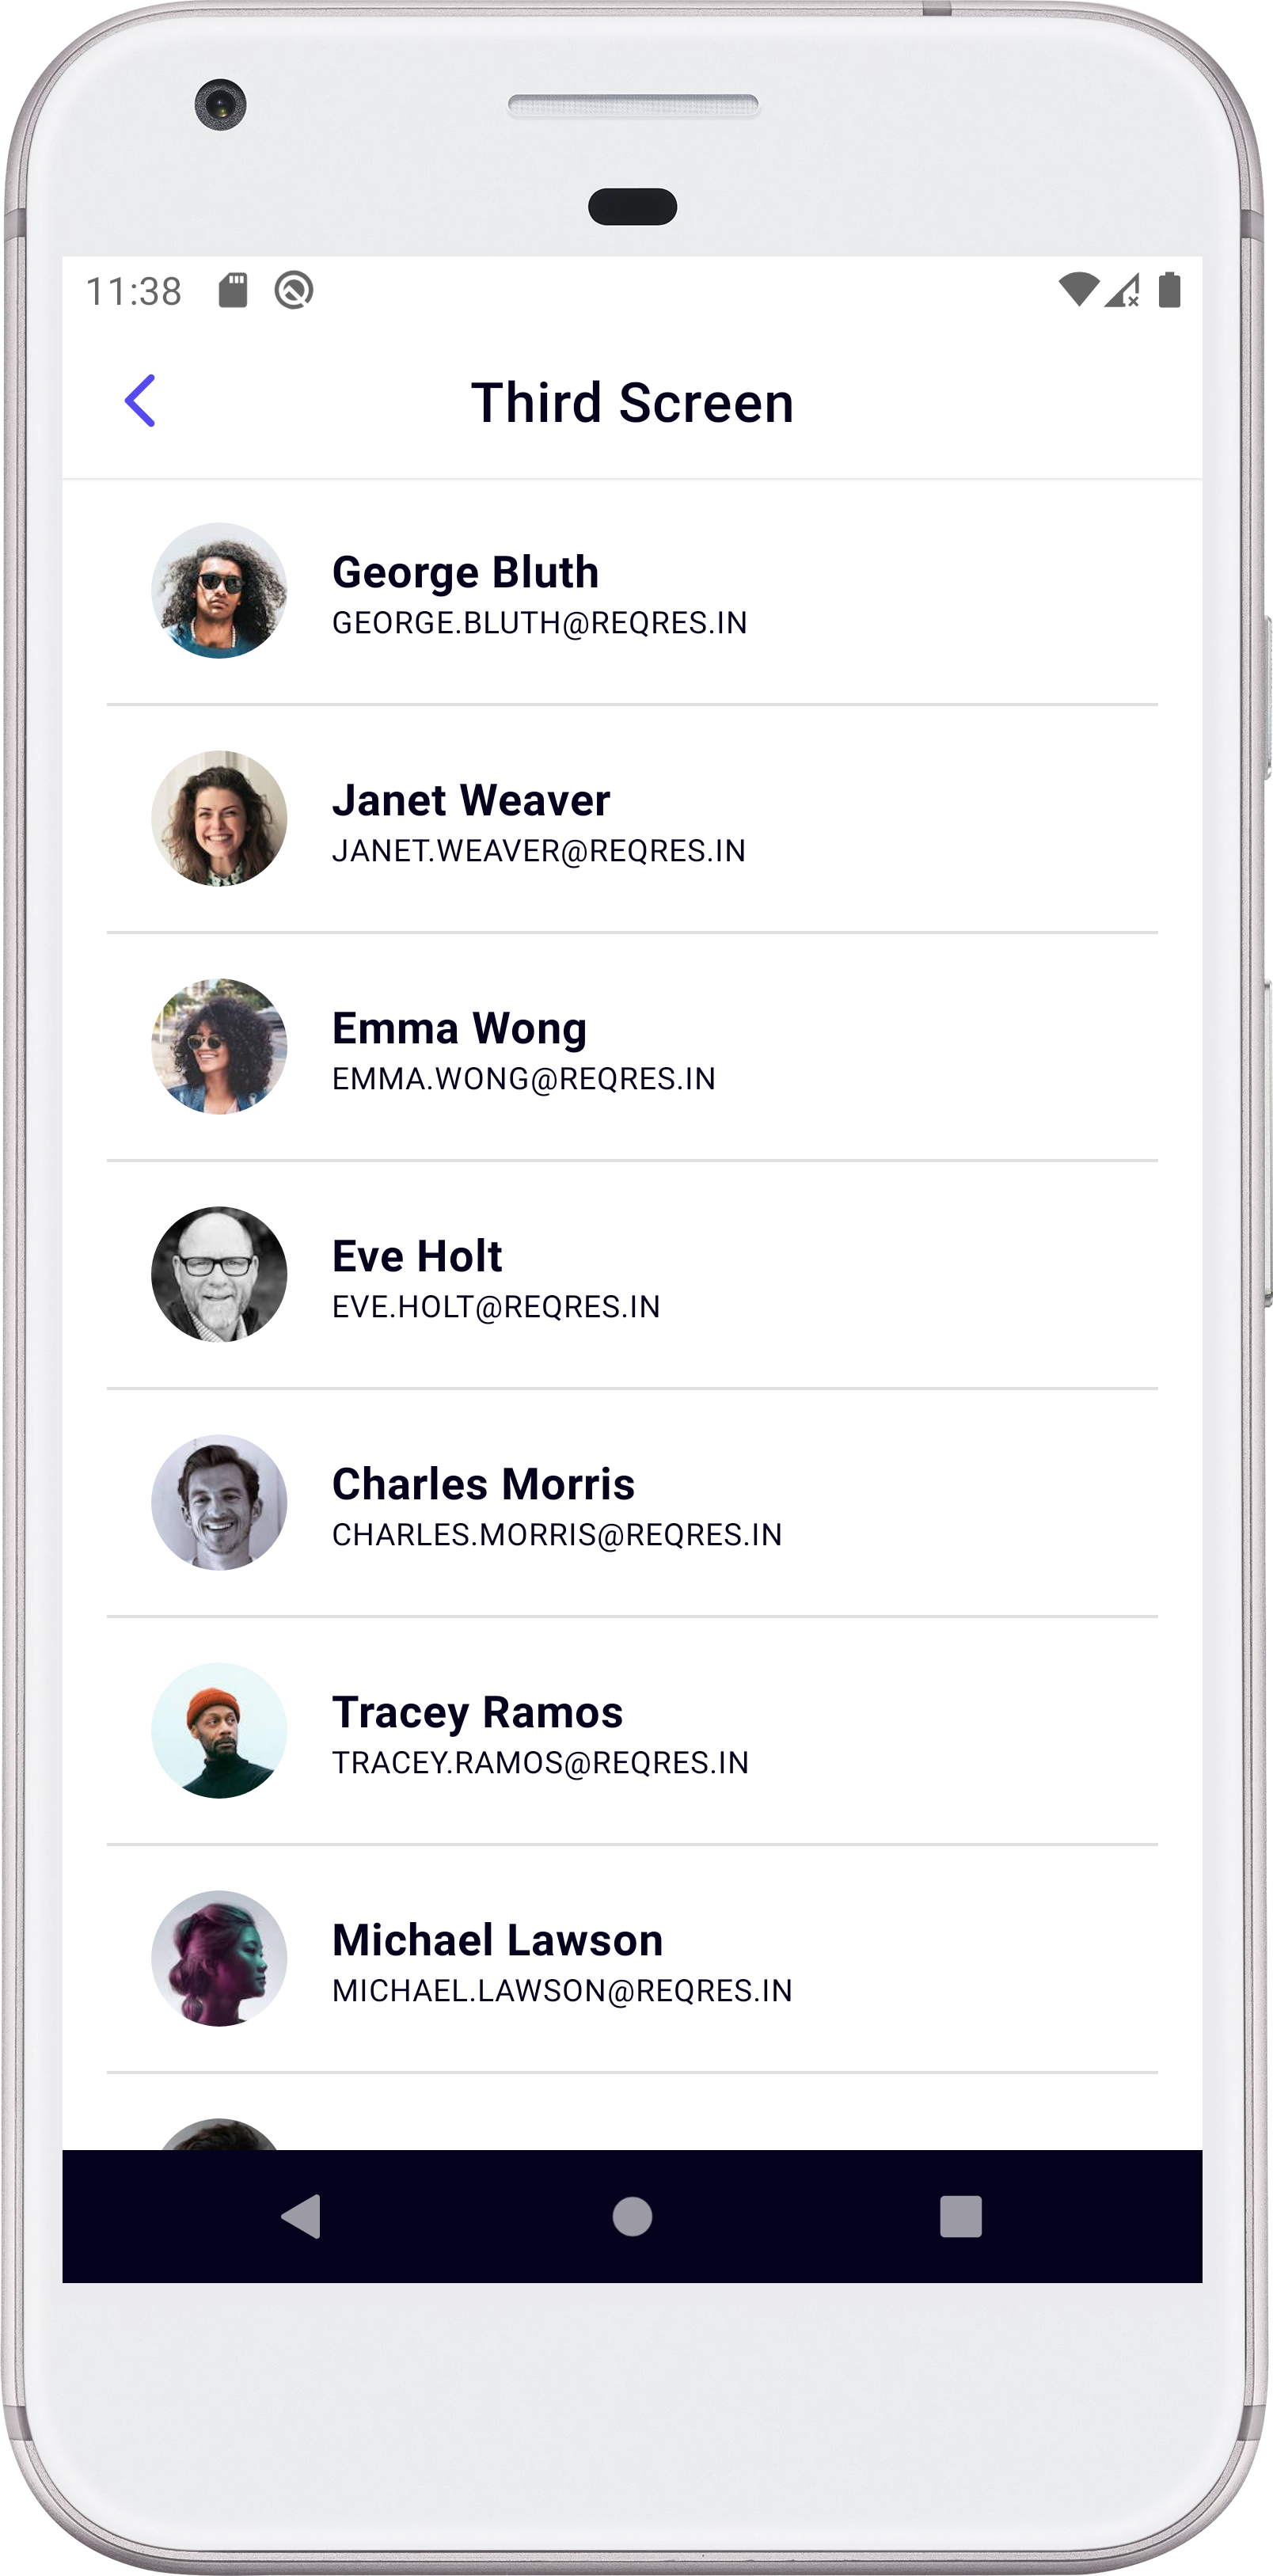 11:38
Third Screen
George Bluth
GEORGE.BLUTH@REQRES.IN
Janet Weaver
JANET.WEAVER@REQRES.IN
Emma Wong
EMMA.WONG@REQRES.IN
Eve Holt
EVE.HOLT@REQRES.IN
Charles Morris
CHARLES.MORRIS@REQRES.IN
Tracey Ramos
TRACEY.RAMOS@REQRES.IN
Michael Lawson
MICHAEL.LAWSON@REQRES.IN